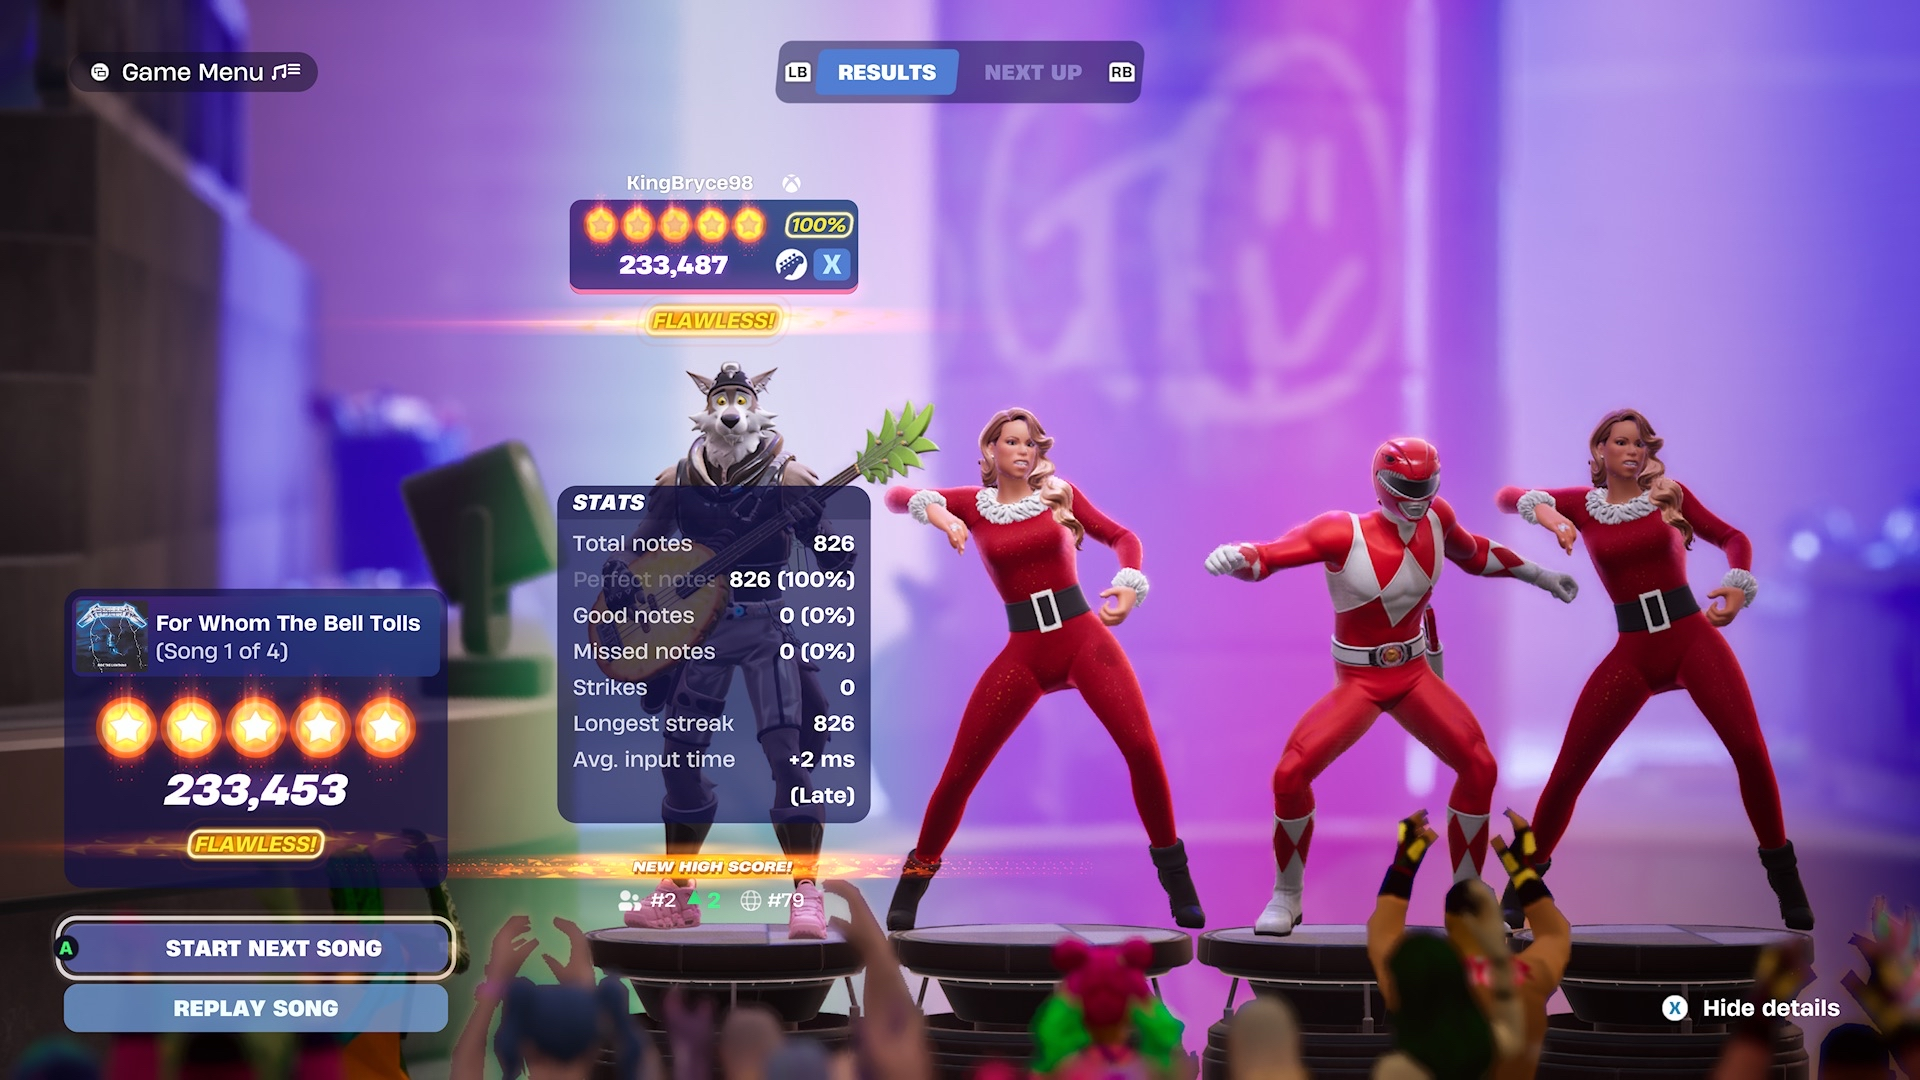 Game Menu
LB RESULTS NEXT UP RB
KingBryce98
100%
233,487 X
FLAWLESS!
STATS
Total notes 826
Perfect notes 826 (100%)
Good notes 0 (0%)
Missed notes 0 (0%)
Strikes 0
Longest streak 826
Avg. input time +2 ms
(Late)
NEW HIGH SCORE!
#2 2 #79
For Whom The Bell Tolls
(Song 1 of 4)
233,453
FLAWLESS!
A START NEXT SONG
REPLAY SONG
X Hide details